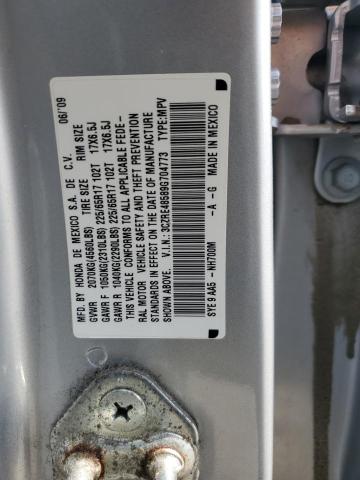 MFD. BY HONDA DE MEXICO S.A. DE C.V. 06/'09
GVWR 2070KG(4560LBS) TIRE SIZE RIM SIZE
GAWR F 1050KG(2310LBS) 225/65R17 102T 17X6.5J
GAWR R 1040KG(2290LBS) 225/65R17 102T 17X6.5J
THIS VEHICLE CONFORMS TO ALL APPLICABLE FEDE-
RAL MOTOR VEHICLE SAFETY AND THEFT PREVENTION
STANDARDS IN EFFECT ON THE DATE OF MANUFACTURE
SHOWN ABOVE. V.I.N.: 3CZRE48589G704773 TYPE:MPV
SYE 9 AA5 - NH700M - A - G MADE IN MEXICO